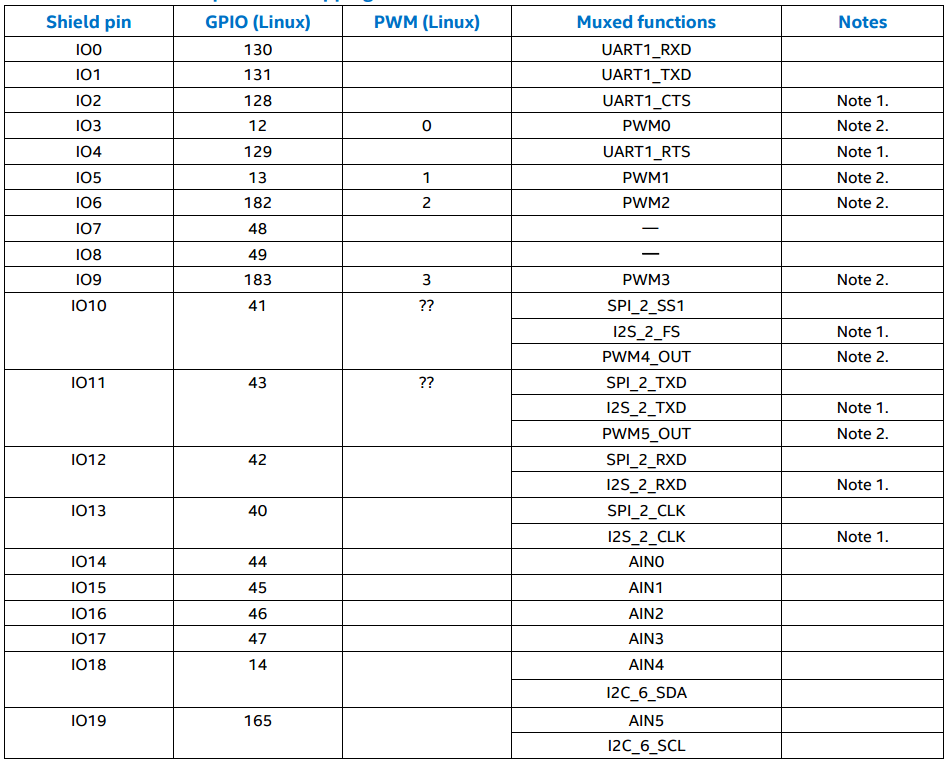 Shield pin GPIO (Linux) PWM (Linux) Muxed functions Notes
IO0 130 UART1_RXD
IO1 131 UART1_TXD
IO2 128 UART1_CTS Note 1.
IO3 12 0 PWM0 Note 2.
IO4 129 UART1_RTS Note 1.
IO5 13 1 PWM1 Note 2.
IO6 182 2 PWM2 Note 2.
IO7 48 —
IO8 49 —
IO9 183 3 PWM3 Note 2.
IO10 41 ?? SPI_2_SS1
I2S_2_FS Note 1.
PWM4_OUT Note 2.
IO11 43 ?? SPI_2_TXD
I2S_2_TXD Note 1.
PWM5_OUT Note 2.
IO12 42 SPI_2_RXD
I2S_2_RXD Note 1.
IO13 40 SPI_2_CLK
I2S_2_CLK Note 1.
IO14 44 AIN0
IO15 45 AIN1
IO16 46 AIN2
IO17 47 AIN3
IO18 14 AIN4
I2C_6_SDA
IO19 165 AIN5
I2C_6_SCL